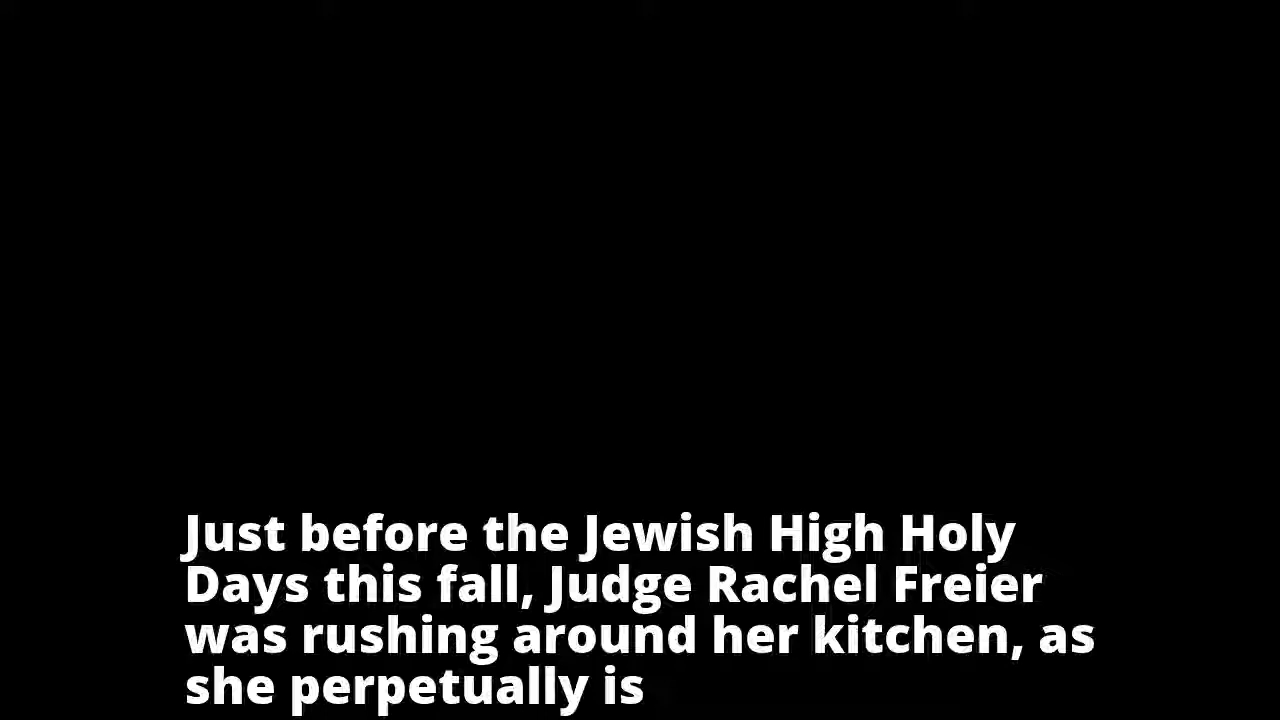 Just before the Jewish High Holy
Days this fall, Judge Rachel Freier
was rushing around her kitchen, as
she perpetually is